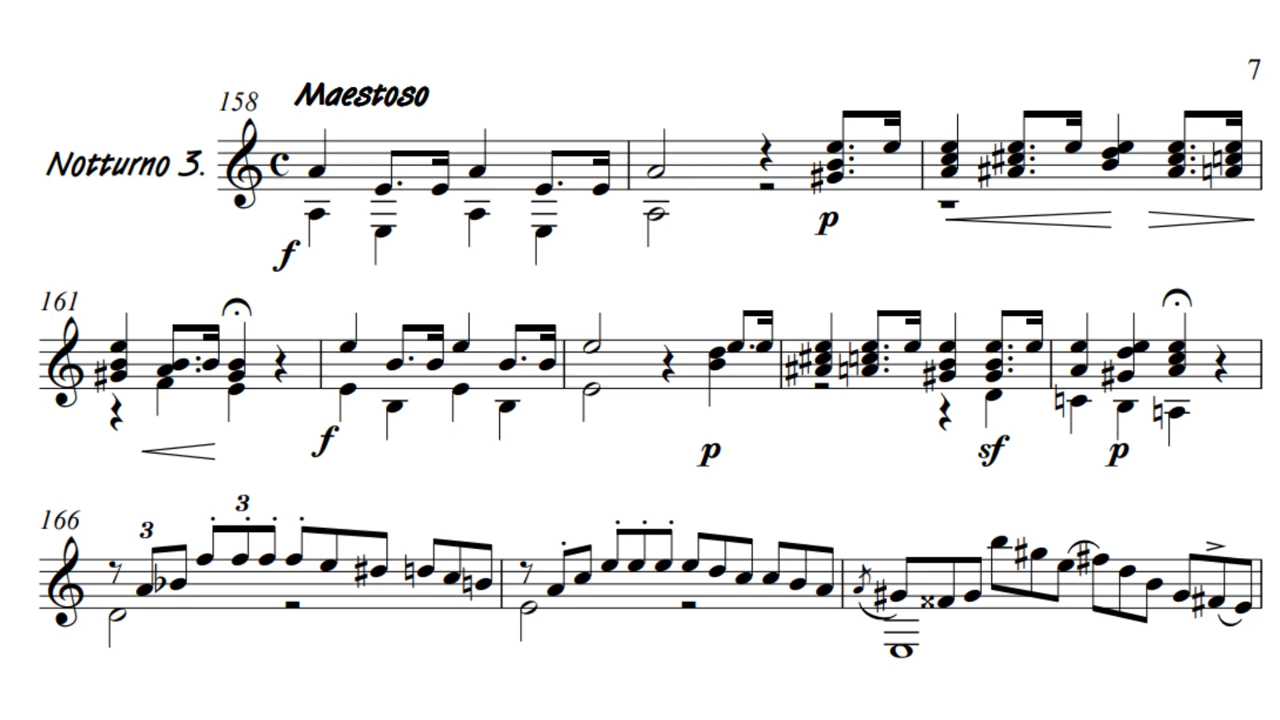 7
158 Maestoso
Notturno 3.
f p
161
f p sf p
166 3 3